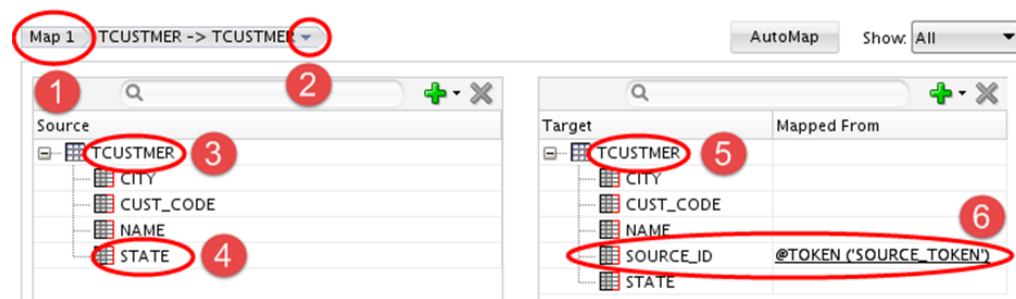 Map 1 TCUSTMER -> TCUSTMER
2
AutoMap Show: All
1
Source
TCUSTMER 3
CITY
CUST_CODE
NAME
STATE 4
Target Mapped From
TCUSTMER 5
CITY
CUST_CODE
NAME
6
SOURCE_ID @TOKEN ('SOURCE_TOKEN')
STATE